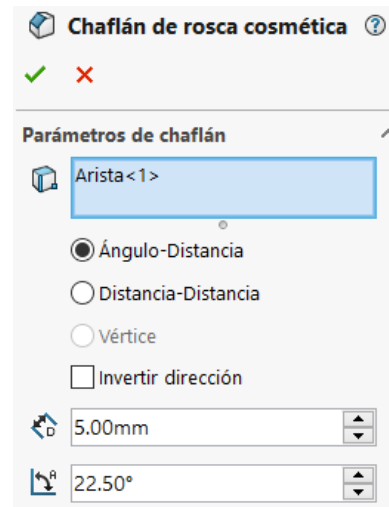 Chaflán de rosca cosmética ?
Parámetros de chaflán
Arista<1>
Ángulo-Distancia
Distancia-Distancia
Vértice
Invertir dirección
D 5.00mm
A 22.50°